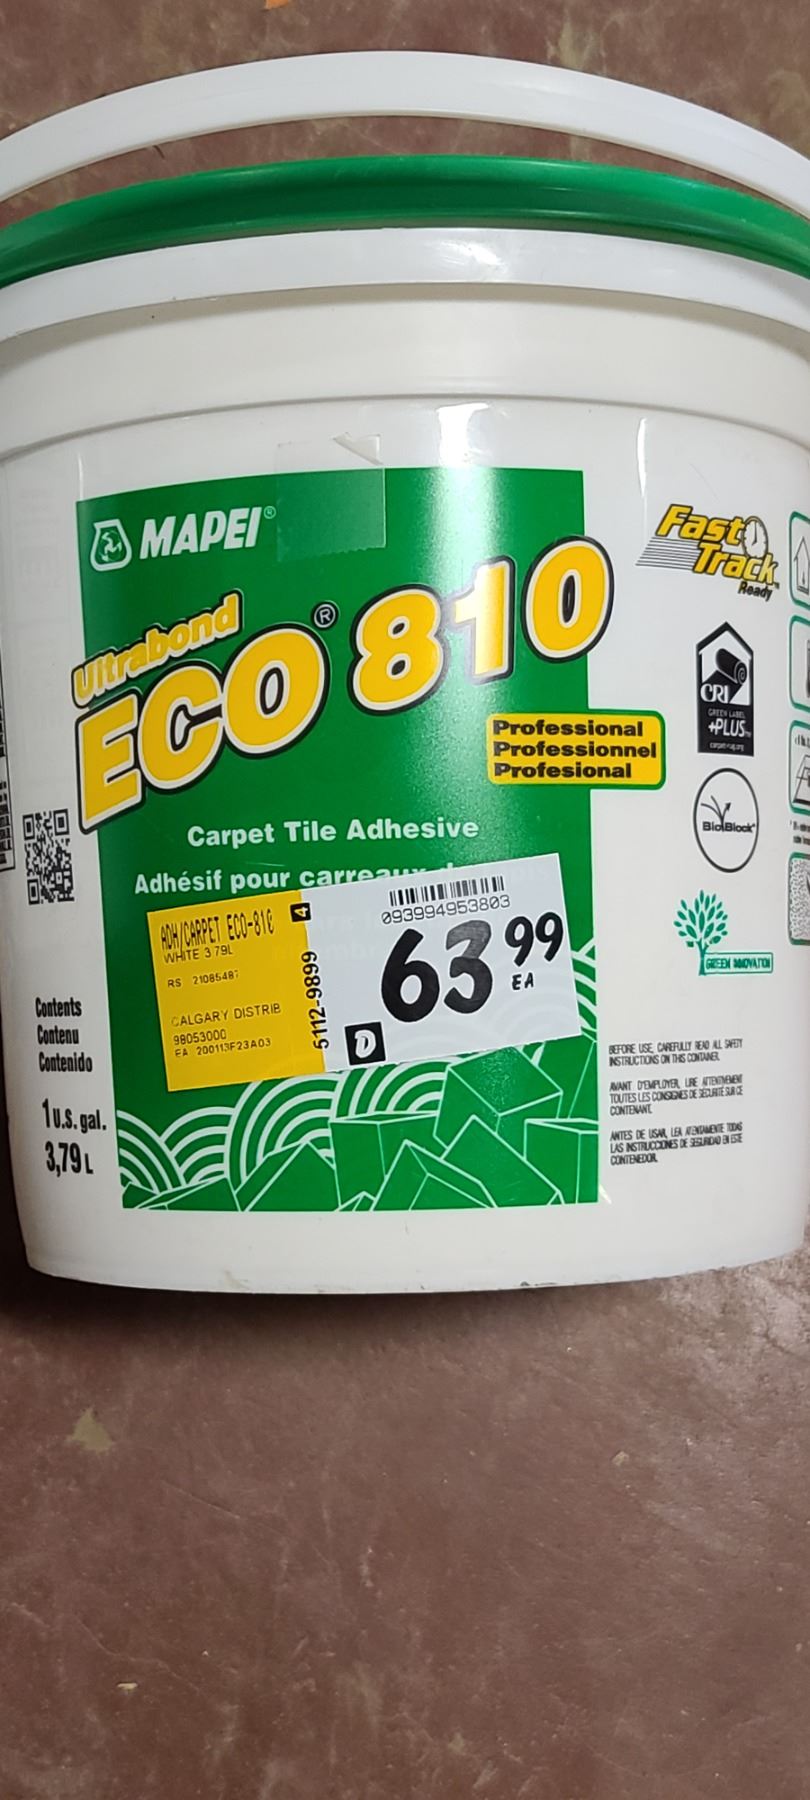 MAPEI®
Ultrabond
ECO® 810
Fast
Track
Ready
CRI
GREEN LABEL
+PLUS
Professional
Professionnel
Profesional
BioBlock
Carpet Tile Adhesive
Adhésif pour carreaux
GREEN INNOVATION
ADH/CARPET ECO-810
WHITE 3 79L
RS
CALGARY DISTRIB
98053000
EA 200113F23A03
4
5112-9899
093994953803
63 99
EA
D
Contents
Contenu
Contenido
1 U.S. gal.
3,79 L
BEFORE USE, CAREFULLY READ ALL SAFETY
INSTRUCTIONS ON THIS CONTAINER.
AVANT D'EMPLOYER, LIRE ATTENTIVEMENT
TOUTES LES CONSIGNES DE SÉCURITÉ SUR CE
CONTENANT.
ANTES DE USAR, LEA ATENTAMENTE TODAS
LAS INSTRUCCIONES DE SEGURIDAD EN ESTE
CONTENEDOR.